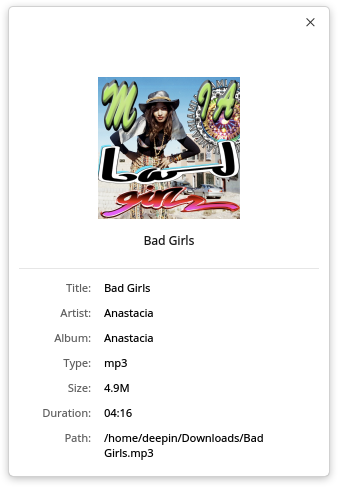 M IA
bad
girls
Bad Girls
Title: Bad Girls
Artist: Anastacia
Album: Anastacia
Type: mp3
Size: 4.9M
Duration: 04:16
Path: /home/deepin/Downloads/Bad
Girls.mp3